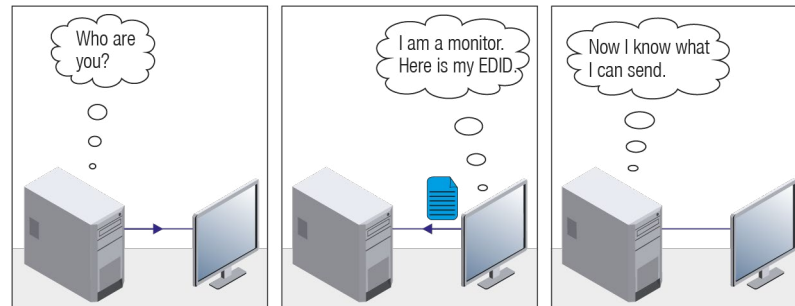 Who are
you?
I am a monitor.
Here is my EDID.
Now I know what
I can send.